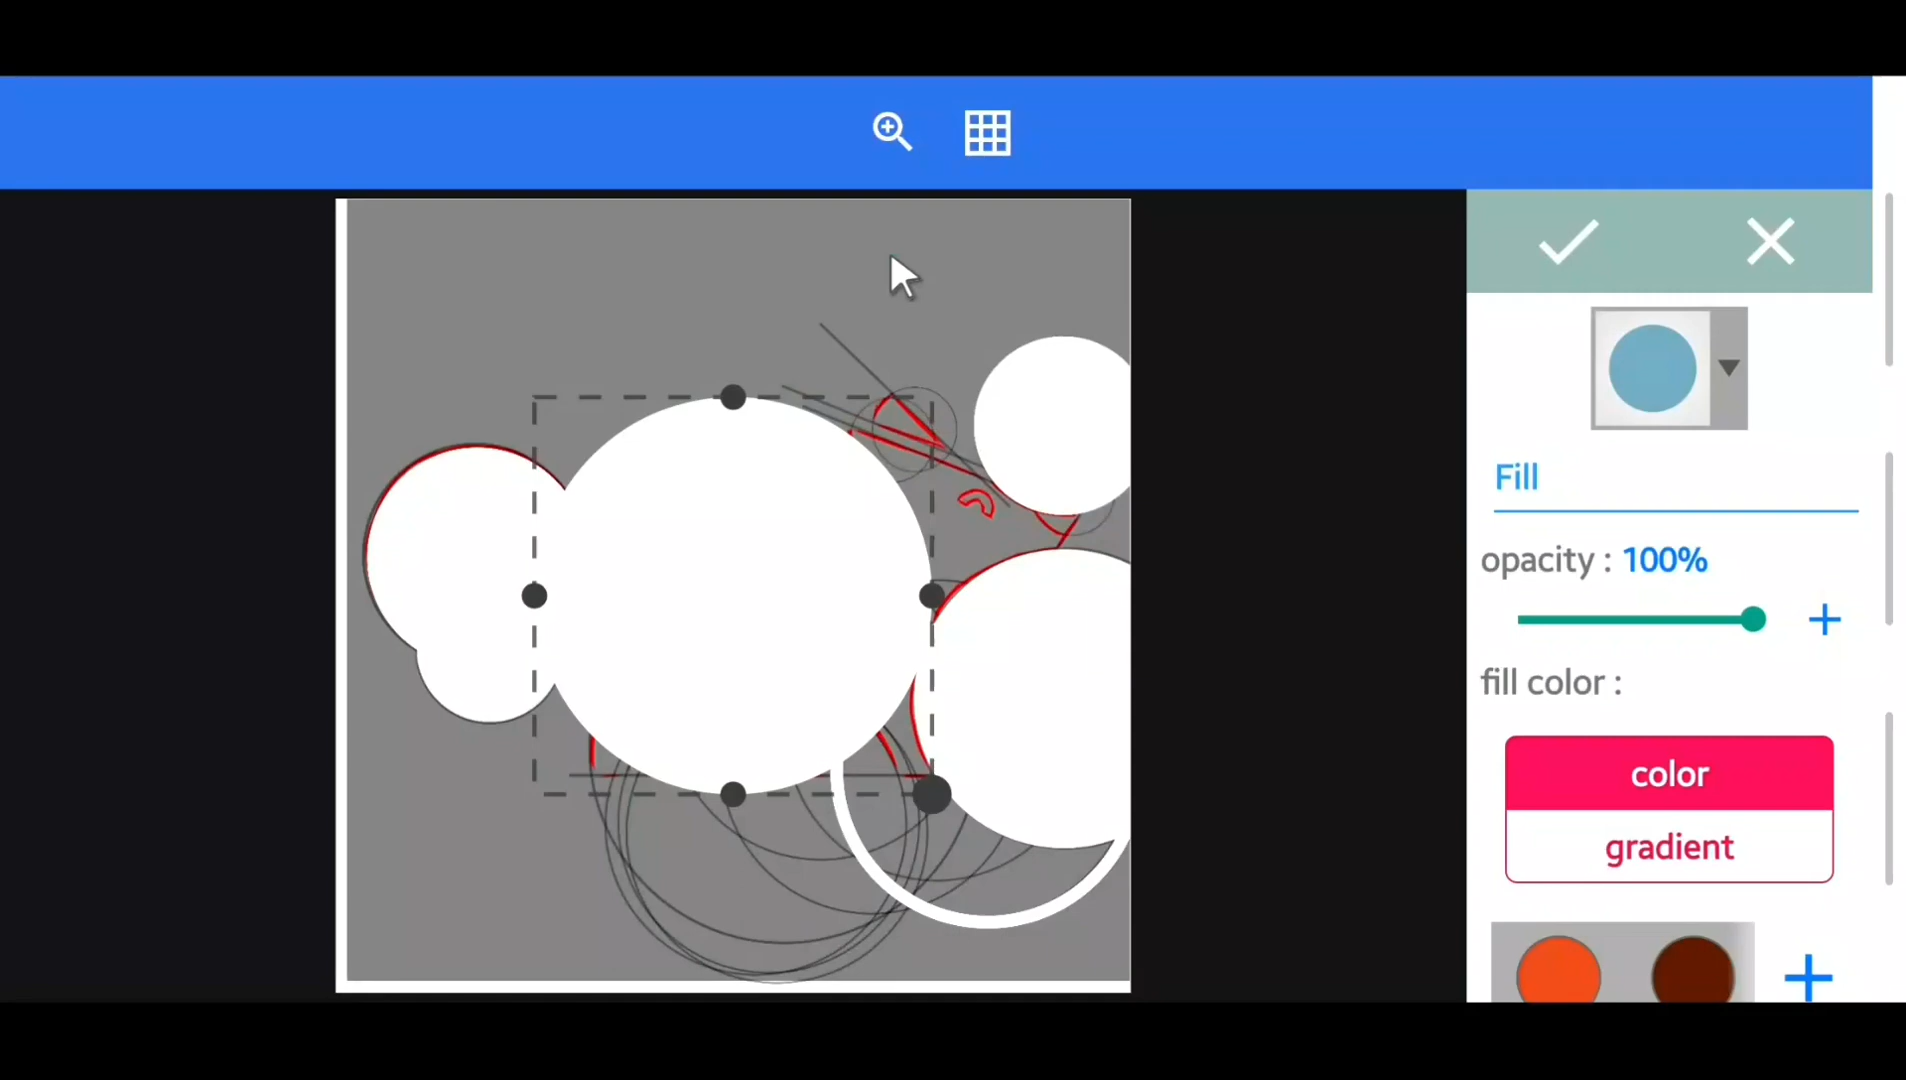 Fill
opacity : 100%
fill color :
color
gradient